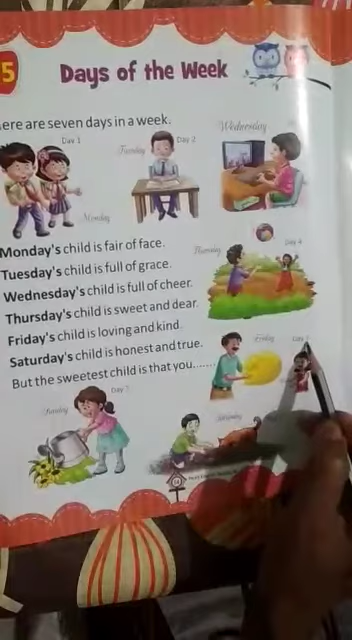 5
Days of the Week
ere are seven days in a week.
Day 1
Tuesday
Day 2
Wednesday
Monday
Monday's child is fair of face.
Tuesday's child is full of grace.
Wednesday's child is full of cheer.
Thursday's child is sweet and dear.
Friday's child is loving and kind.
Saturday's child is honest and true.
But the sweetest child is that you......
Thursday
Day 4
Friday
Day
Sunday
Day 7
Saturday